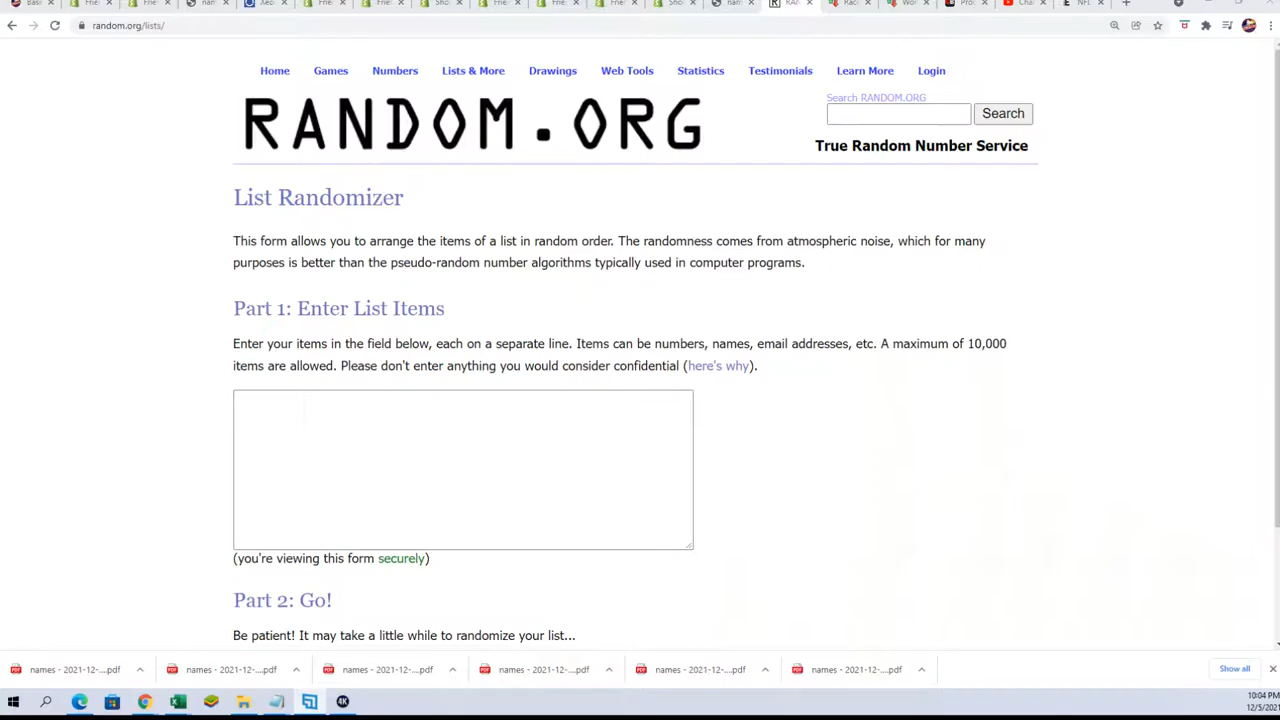 random.org/lists/
Home Games Numbers Lists & More Drawings Web Tools Statistics Testimonials Learn More Login
RANDOM.ORG
Search RANDOM.ORG
Search
True Random Number Service
List Randomizer
This form allows you to arrange the items of a list in random order. The randomness comes from atmospheric noise, which for many
purposes is better than the pseudo-random number algorithms typically used in computer programs.
Part 1: Enter List Items
Enter your items in the field below, each on a separate line. Items can be numbers, names, email addresses, etc. A maximum of 10,000
items are allowed. Please don't enter anything you would consider confidential (here's why).
(you're viewing this form securely)
Part 2: Go!
Be patient! It may take a little while to randomize your list...
names - 2021-12-....pdf names - 2021-12-....pdf names - 2021-12-....pdf names - 2021-12-....pdf names - 2021-12-....pdf names - 2021-12-....pdf Show all
4K
10:04 PM
12/5/2021